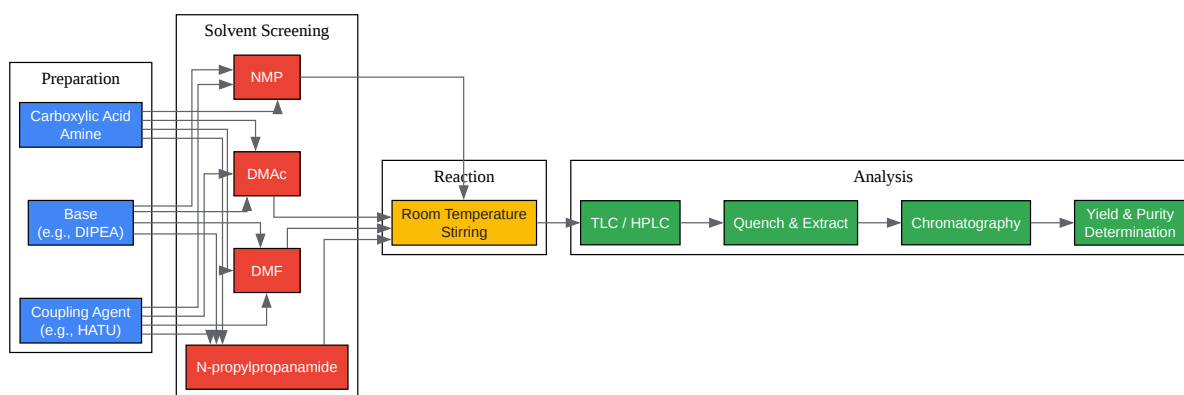 Preparation
Carboxylic Acid
Amine
Base
(e.g., DIPEA)
Coupling Agent
(e.g., HATU)
Solvent Screening
NMP
DMAc
DMF
N-propylpropanamide
Reaction
Room Temperature
Stirring
Analysis
TLC / HPLC
Quench & Extract
Chromatography
Yield & Purity
Determination